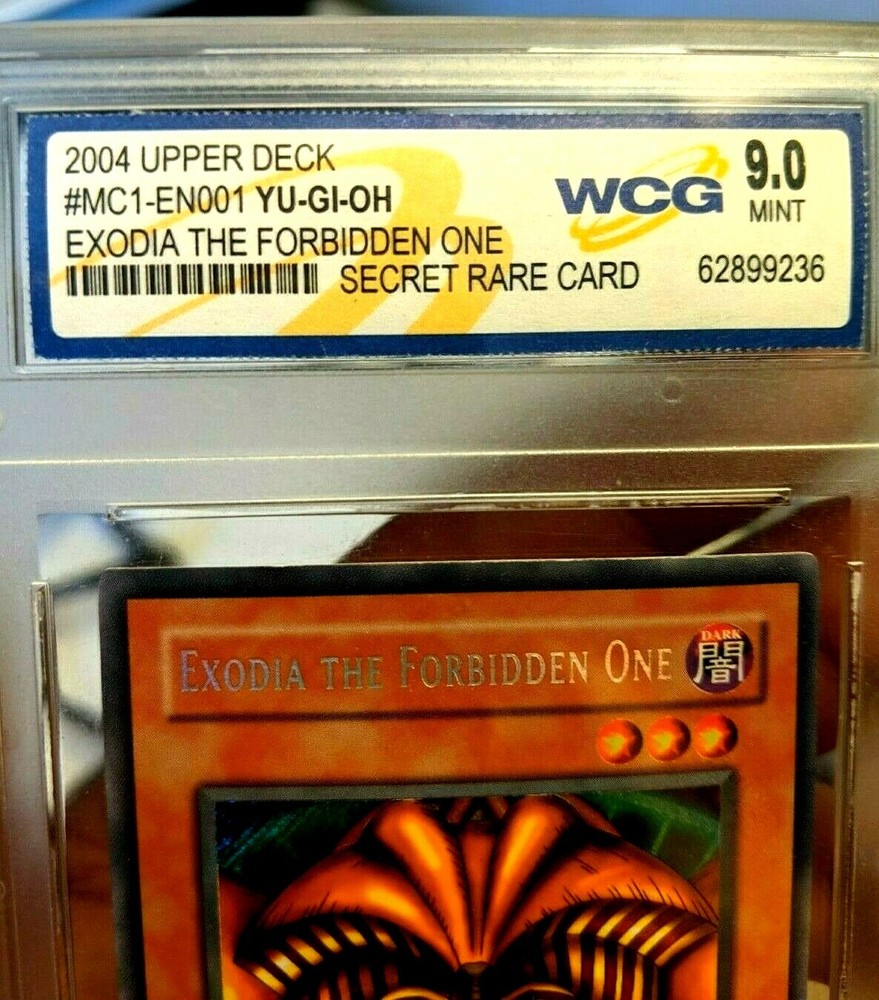 2004 UPPER DECK
#MC1-EN001 YU-GI-OH
EXODIA THE FORBIDDEN ONE
SECRET RARE CARD
WCG
9.0
MINT
62899236
EXODIA THE FORBIDDEN ONE
DARK
闇